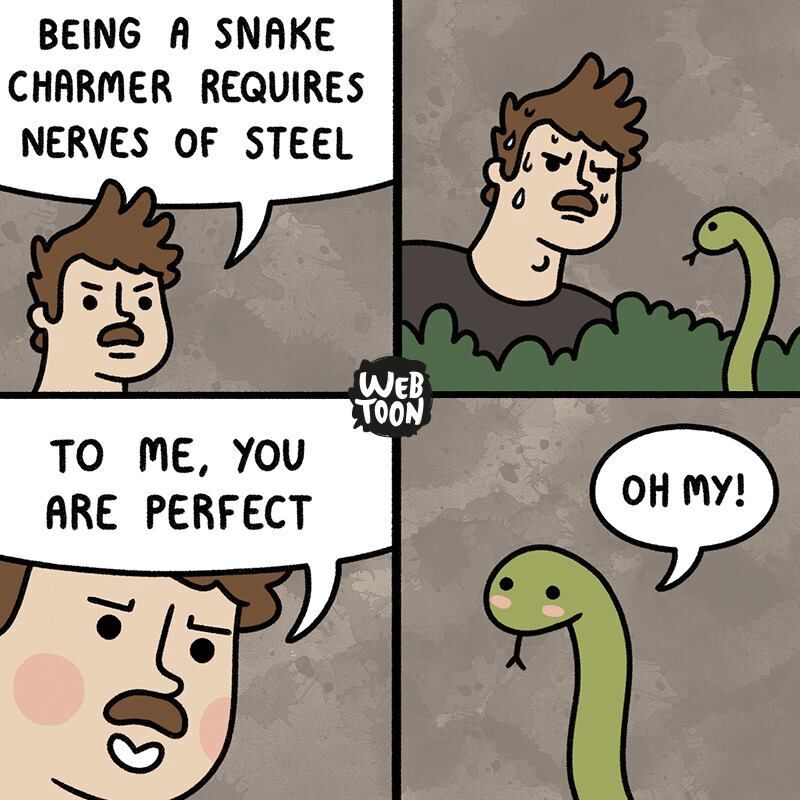 BEING A SNAKE
CHARMER REQUIRES
NERVES OF STEEL
WEB
TOON
TO ME, YOU
ARE PERFECT
OH MY!